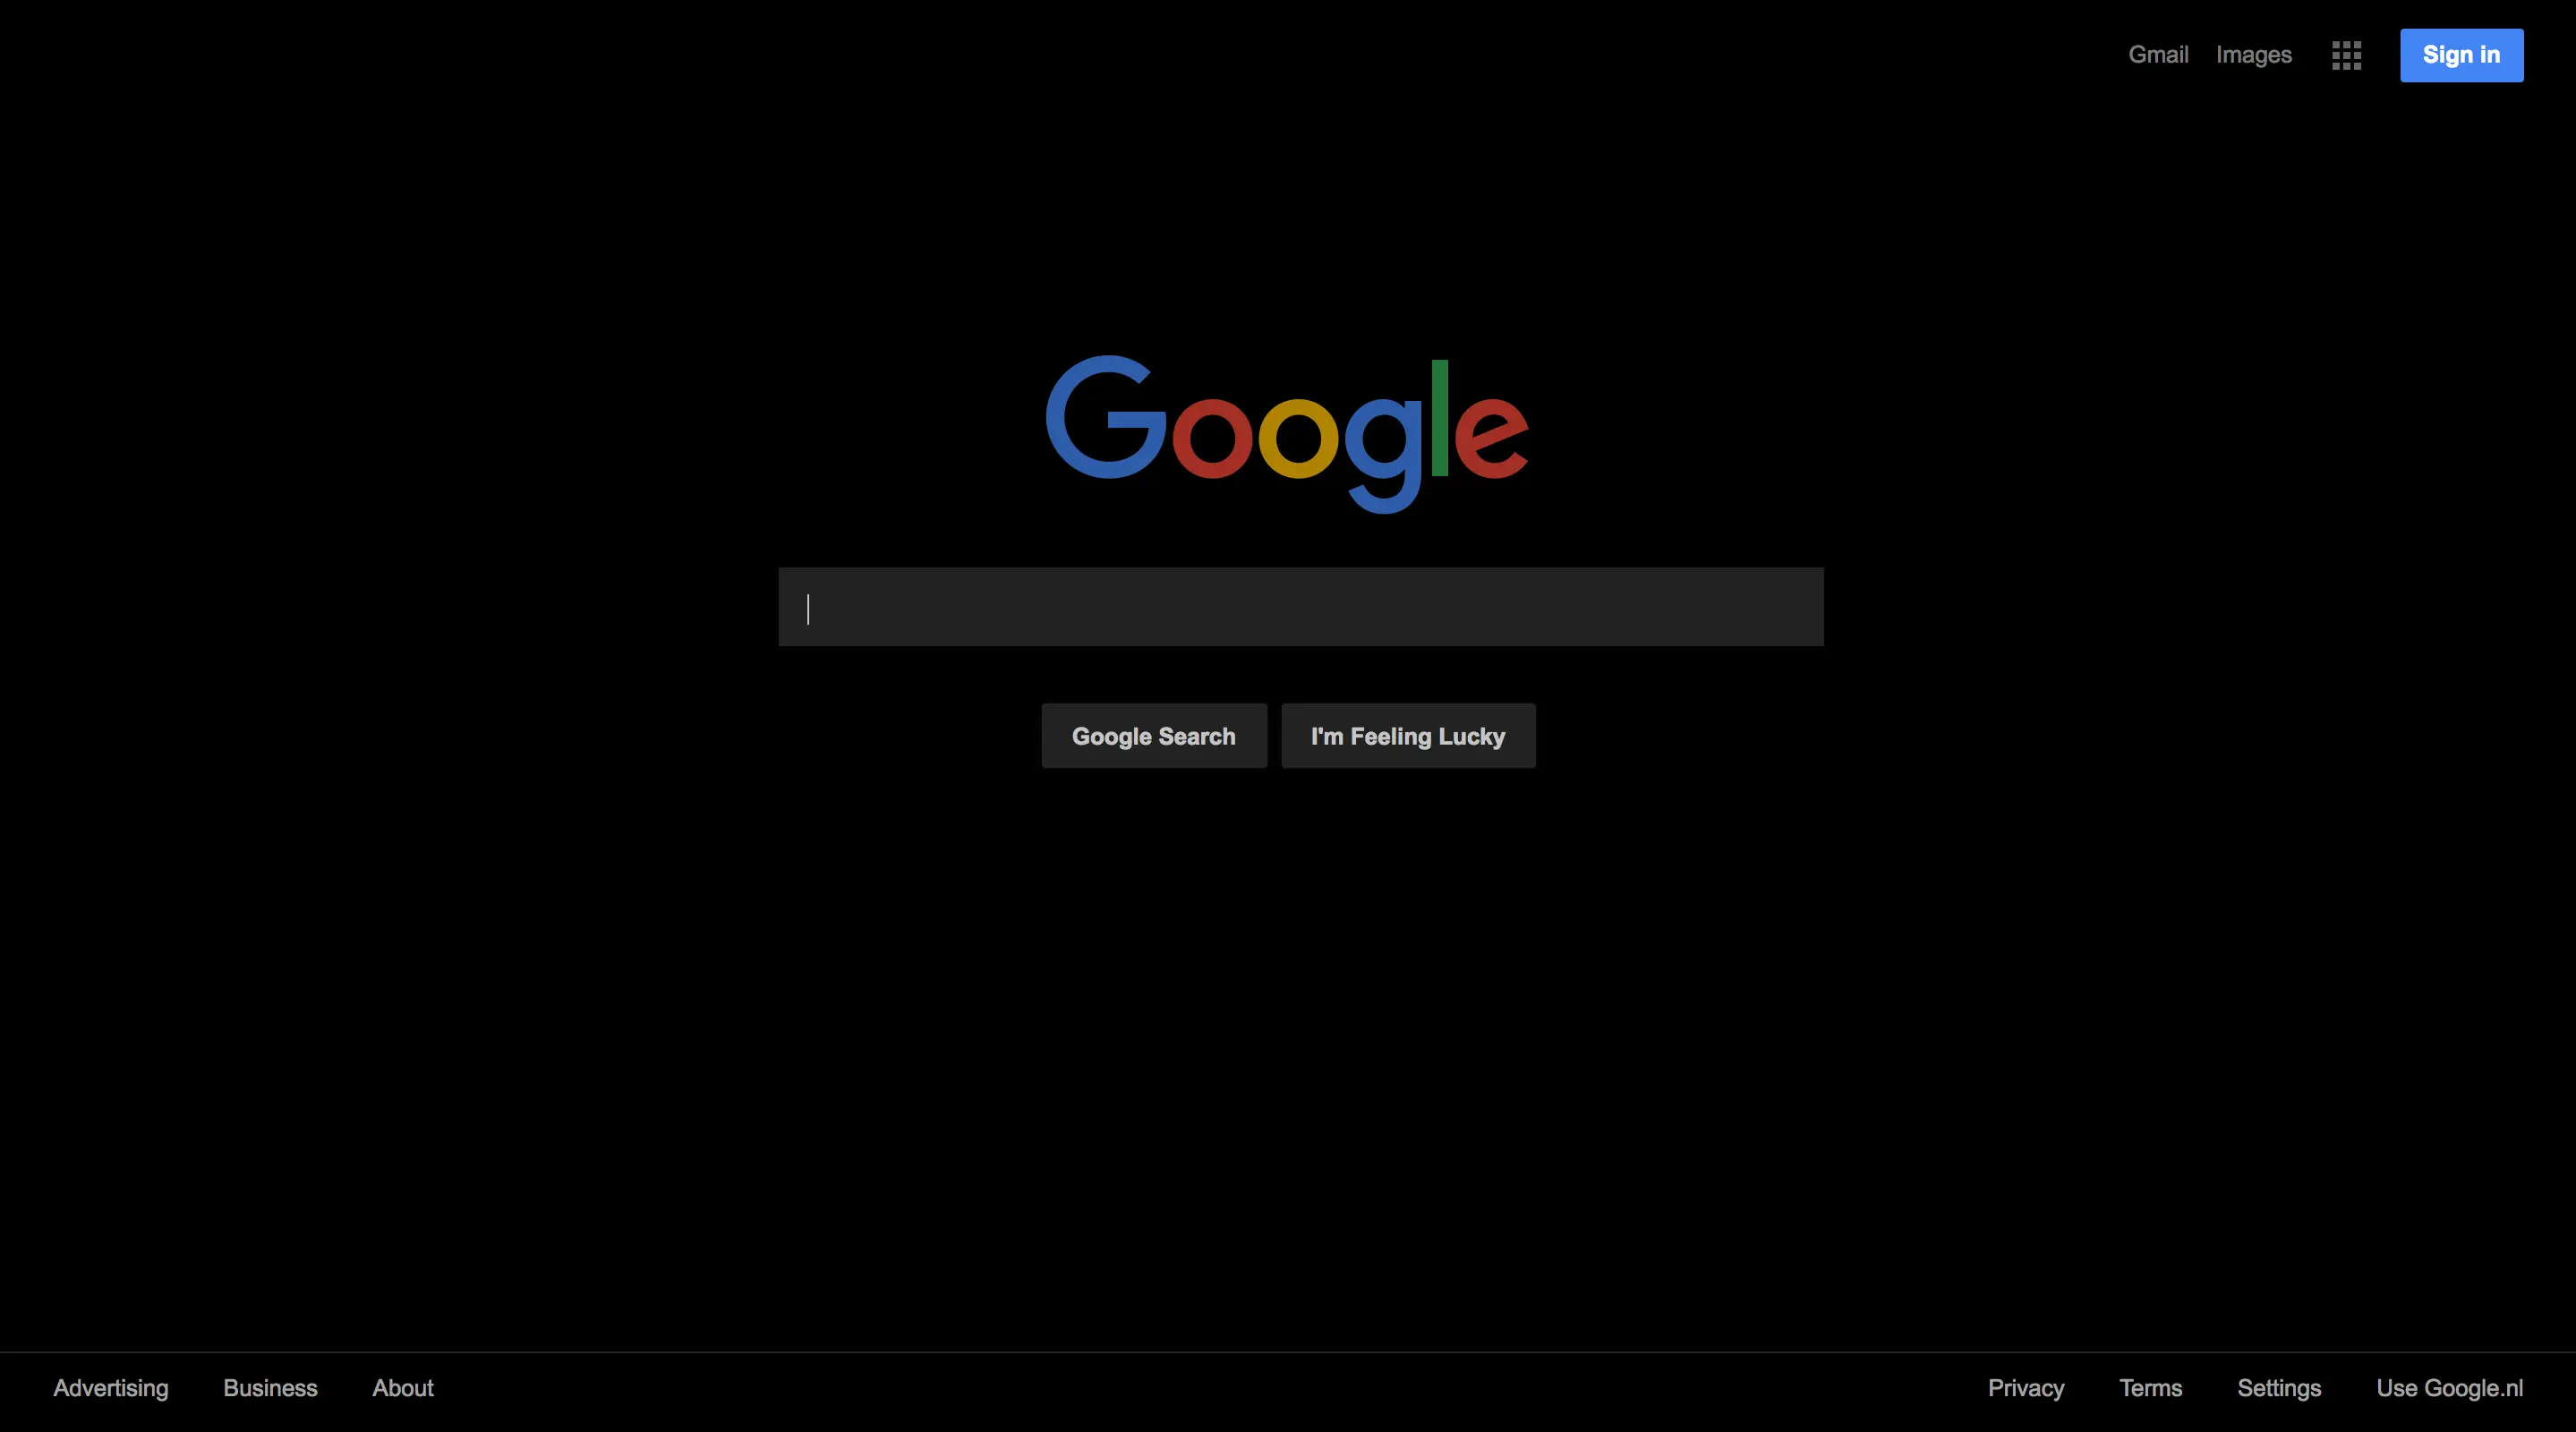 Gmail Images Sign in
Google
Google Search I'm Feeling Lucky
Advertising Business About Privacy Terms Settings Use Google.nl